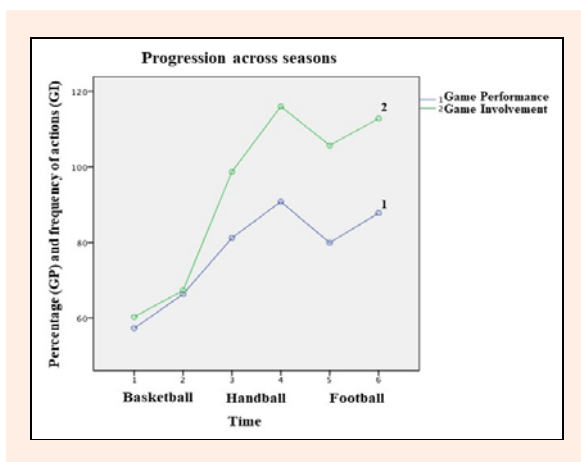 Progression across seasons
Percentage (GP) and frequency of actions (GI)
120
100
80
60
2
1
1 Game Performance
2 Game Involvement
1 2 3 4 5 6
Basketball Handball Football
Time